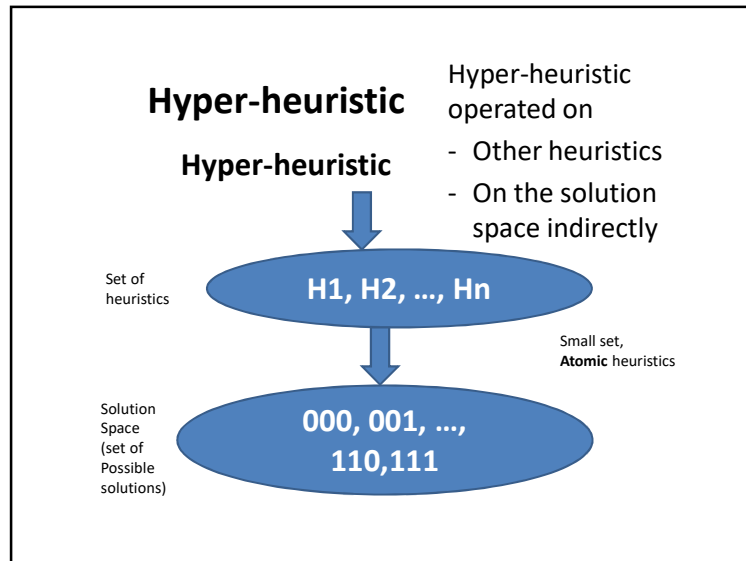 Hyper-heuristic
Hyper-heuristic
operated on
- Other heuristics
- On the solution
space indirectly
Hyper-heuristic
Set of
heuristics
H1, H2, …, Hn
Small set,
Atomic heuristics
Solution
Space
(set of
Possible
solutions)
000, 001, …,
110,111